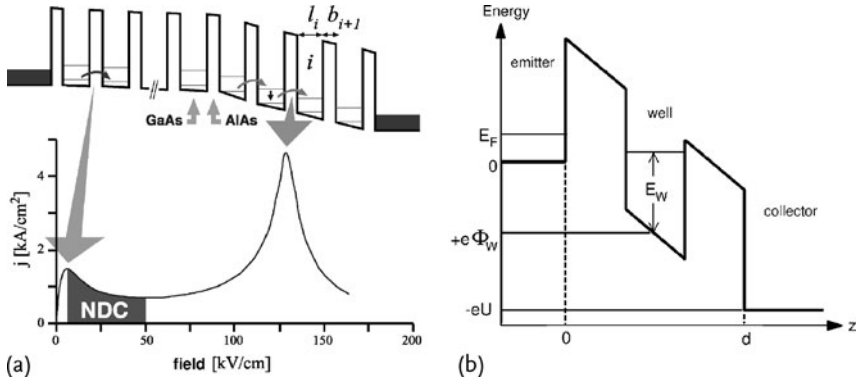 l_i b_{i+1}
i
GaAs AlAs
j [kA/cm²]
4
2
0
NDC
0 50 100 150 200
field [kV/cm]
(a)
Energy
emitter
well
E_F
0
E_W
collector
+eΦ_W
-eU
0 d z
(b)